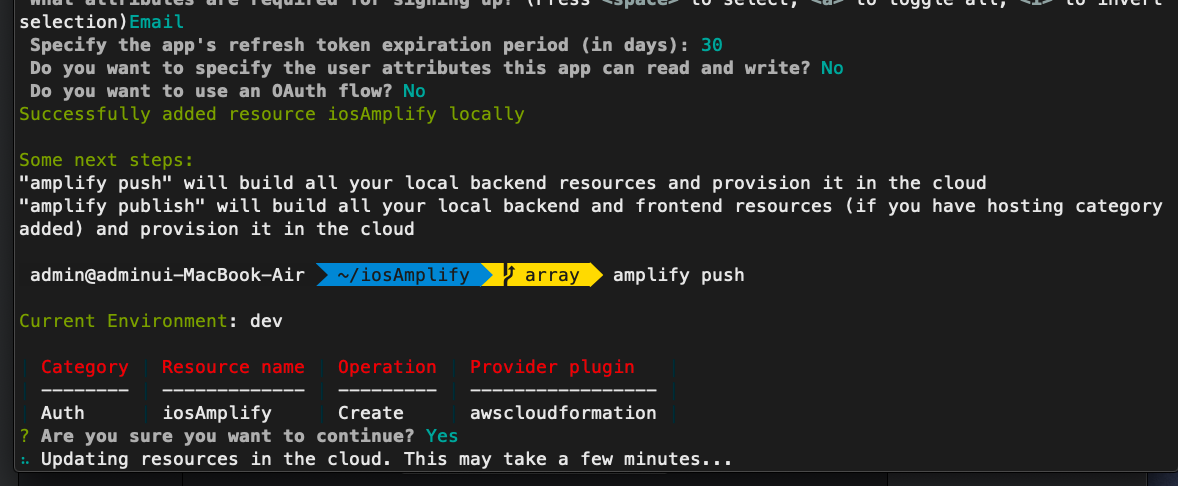 What attributes are required for signing up? (Press <space> to select, <a> to toggle all, <i> to invert
selection)Email
Specify the app's refresh token expiration period (in days): 30
Do you want to specify the user attributes this app can read and write? No
Do you want to use an OAuth flow? No
Successfully added resource iosAmplify locally
Some next steps:
"amplify push" will build all your local backend resources and provision it in the cloud
"amplify publish" will build all your local backend and frontend resources (if you have hosting category
added) and provision it in the cloud
admin@adminui-MacBook-Air ~/iosAmplify array amplify push
Current Environment: dev
| Category | Resource name | Operation | Provider plugin |
| -------- | ------------- | --------- | ----------------- |
| Auth | iosAmplify | Create | awscloudformation |
? Are you sure you want to continue? Yes
Updating resources in the cloud. This may take a few minutes...